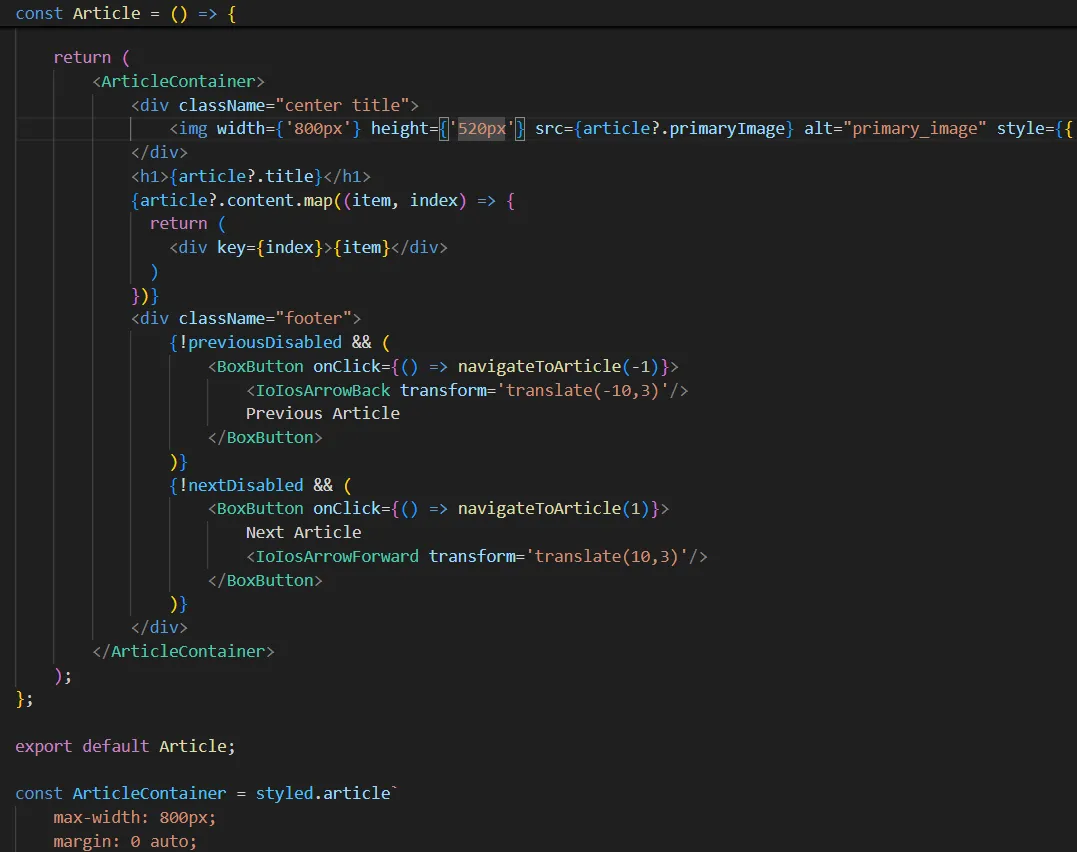 const Article = () => {
return (
<ArticleContainer>
<div className="center title">
<img width={'800px'} height={'520px'} src={article?.primaryImage} alt="primary_image" style={{
</div>
<h1>{article?.title}</h1>
{article?.content.map((item, index) => {
return (
<div key={index}>{item}</div>
)
})}
<div className="footer">
{!previousDisabled && (
<BoxButton onClick={() => navigateToArticle(-1)}>
<IoIosArrowBack transform='translate(-10,3)'/>
Previous Article
</BoxButton>
)}
{!nextDisabled && (
<BoxButton onClick={() => navigateToArticle(1)}>
Next Article
<IoIosArrowForward transform='translate(10,3)'/>
</BoxButton>
)}
</div>
</ArticleContainer>
);
};
export default Article;
const ArticleContainer = styled.article`
max-width: 800px;
margin: 0 auto;